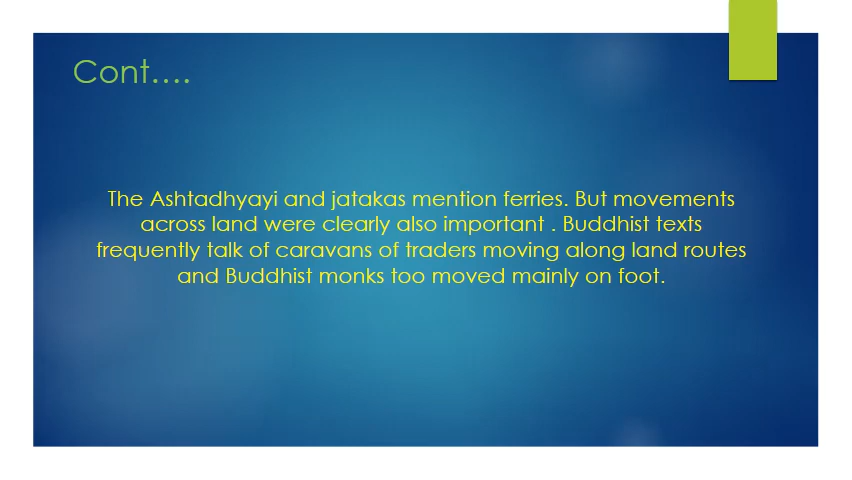 Cont....
The Ashtadhyayi and jatakas mention ferries. But movements
across land were clearly also important . Buddhist texts
frequently talk of caravans of traders moving along land routes
and Buddhist monks too moved mainly on foot.